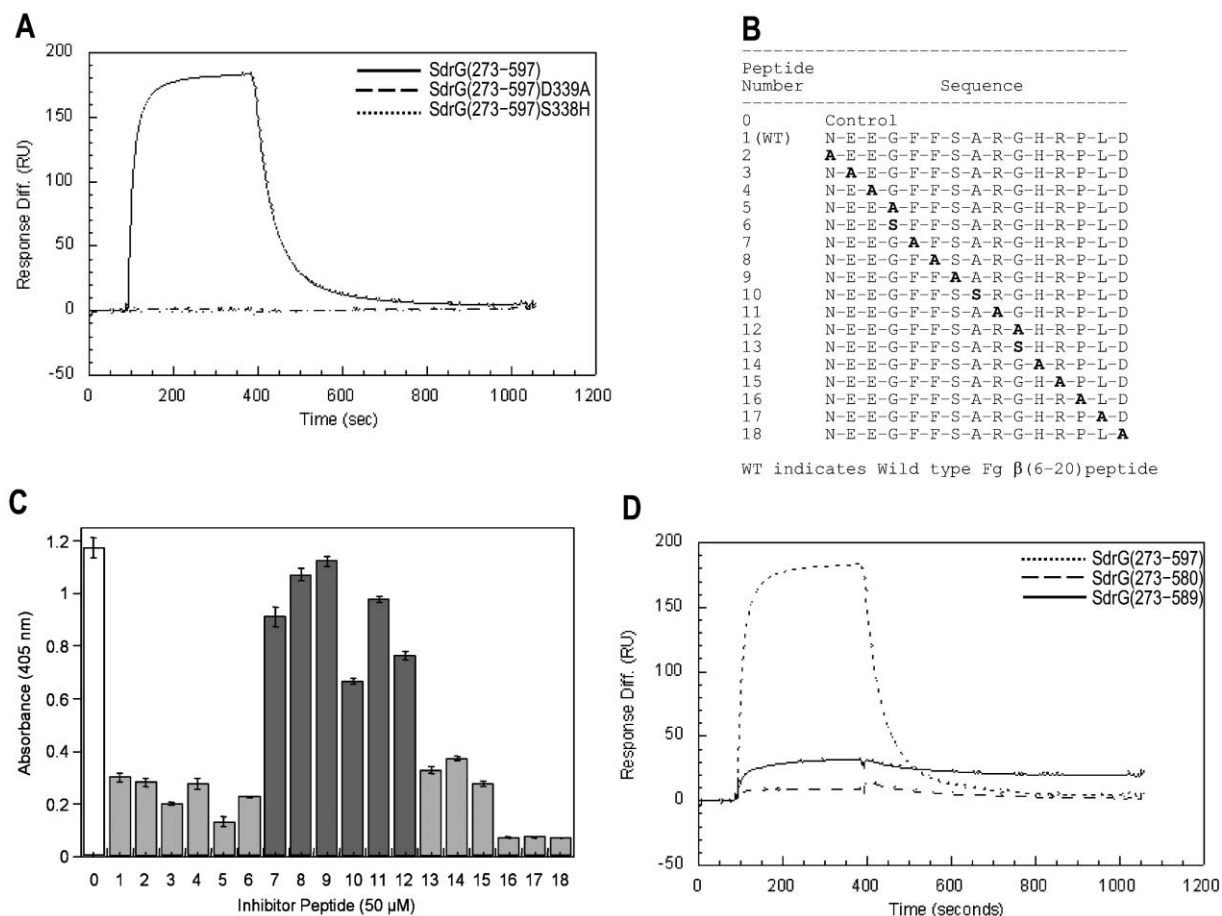 A
Response Diff. (RU)
200
150
100
50
0
-50
SdrG(273-597)
SdrG(273-597)D339A
SdrG(273-597)S338H
0 200 400 600 800 1000 1200
Time (sec)
B
Peptide
Number Sequence
0 Control
1 (WT) N-E-E-G-F-F-S-A-R-G-H-R-P-L-D
2 A-E-E-G-F-F-S-A-R-G-H-R-P-L-D
3 N-A-E-G-F-F-S-A-R-G-H-R-P-L-D
4 N-E-A-G-F-F-S-A-R-G-H-R-P-L-D
5 N-E-E-A-F-F-S-A-R-G-H-R-P-L-D
6 N-E-E-S-F-F-S-A-R-G-H-R-P-L-D
7 N-E-E-G-A-F-S-A-R-G-H-R-P-L-D
8 N-E-E-G-F-A-S-A-R-G-H-R-P-L-D
9 N-E-E-G-F-F-A-A-R-G-H-R-P-L-D
10 N-E-E-G-F-F-S-S-R-G-H-R-P-L-D
11 N-E-E-G-F-F-S-A-A-G-H-R-P-L-D
12 N-E-E-G-F-F-S-A-R-A-H-R-P-L-D
13 N-E-E-G-F-F-S-A-R-S-H-R-P-L-D
14 N-E-E-G-F-F-S-A-R-G-A-R-P-L-D
15 N-E-E-G-F-F-S-A-R-G-H-A-P-L-D
16 N-E-E-G-F-F-S-A-R-G-H-R-A-L-D
17 N-E-E-G-F-F-S-A-R-G-H-R-P-A-D
18 N-E-E-G-F-F-S-A-R-G-H-R-P-L-A
WT indicates Wild type Fg β(6-20)peptide
C
Absorbance (405 nm)
1.2
1
0.8
0.6
0.4
0.2
0
0 1 2 3 4 5 6 7 8 9 10 11 12 13 14 15 16 17 18
Inhibitor Peptide (50 µM)
D
Response Diff. (RU)
200
150
100
50
0
-50
SdrG(273-597)
SdrG(273-580)
SdrG(273-589)
0 200 400 600 800 1000 1200
Time (seconds)